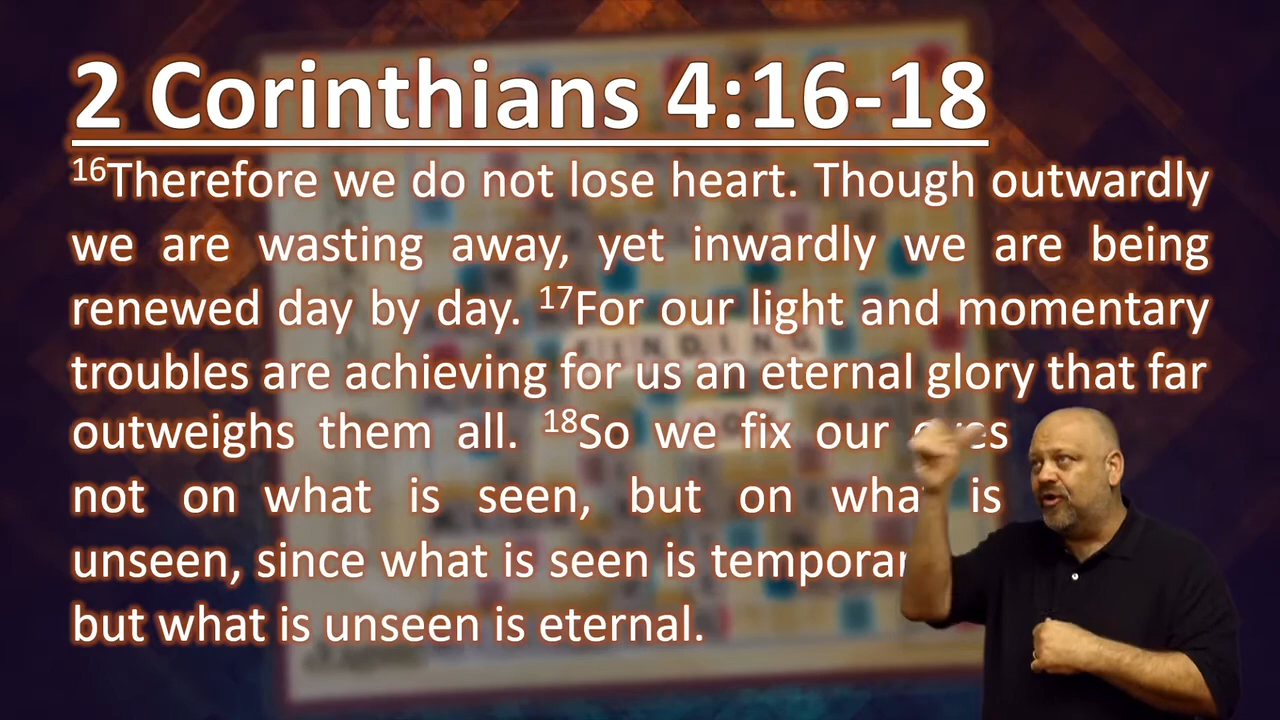 2 Corinthians 4:16-18
¹⁶Therefore we do not lose heart. Though outwardly
we are wasting away, yet inwardly we are being
renewed day by day. ¹⁷For our light and momentary
troubles are achieving for us an eternal glory that far
outweighs them all. ¹⁸So we fix our
not on what is seen, but on what is
unseen, since what is seen is
but what is unseen is eternal.
FINDING